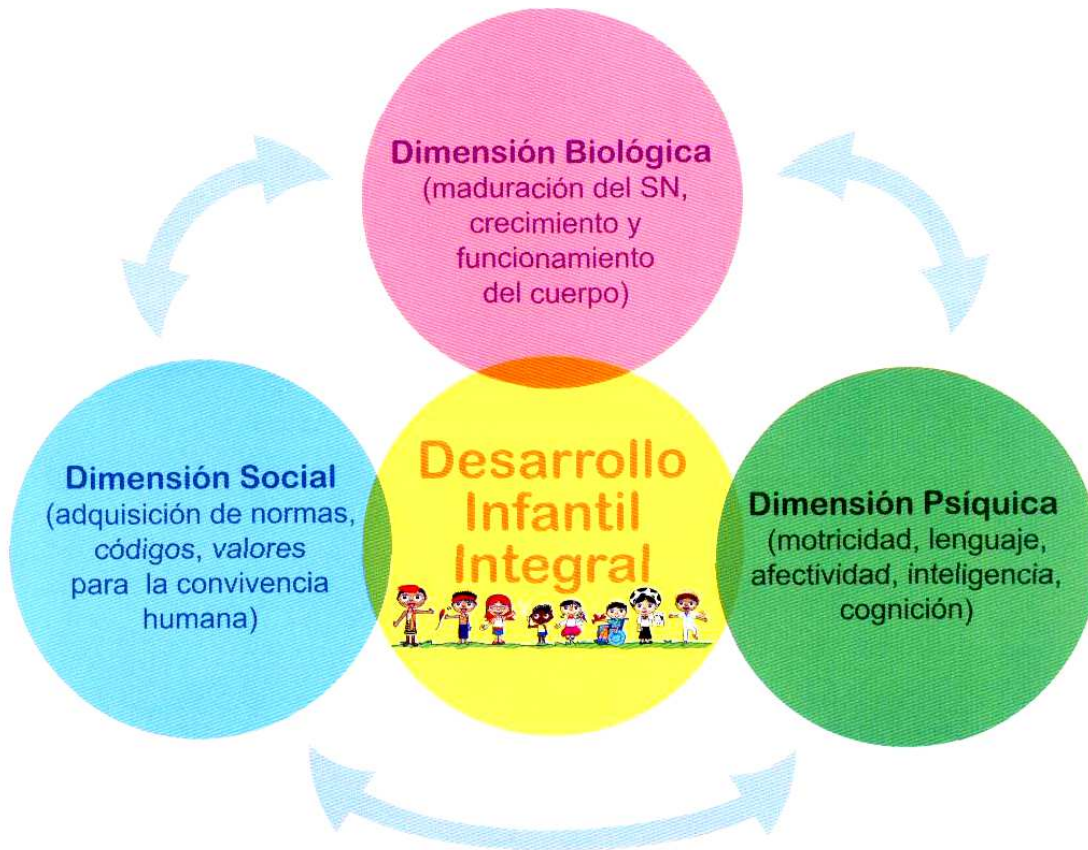 Dimensión Biológica
(maduración del SN,
crecimiento y
funcionamiento
del cuerpo)
Desarrollo
Infantil
Integral
Dimensión Social
(adquisición de normas,
códigos, valores
para la convivencia
humana)
Dimensión Psíquica
(motricidad, lenguaje,
afectividad, inteligencia,
cognición)